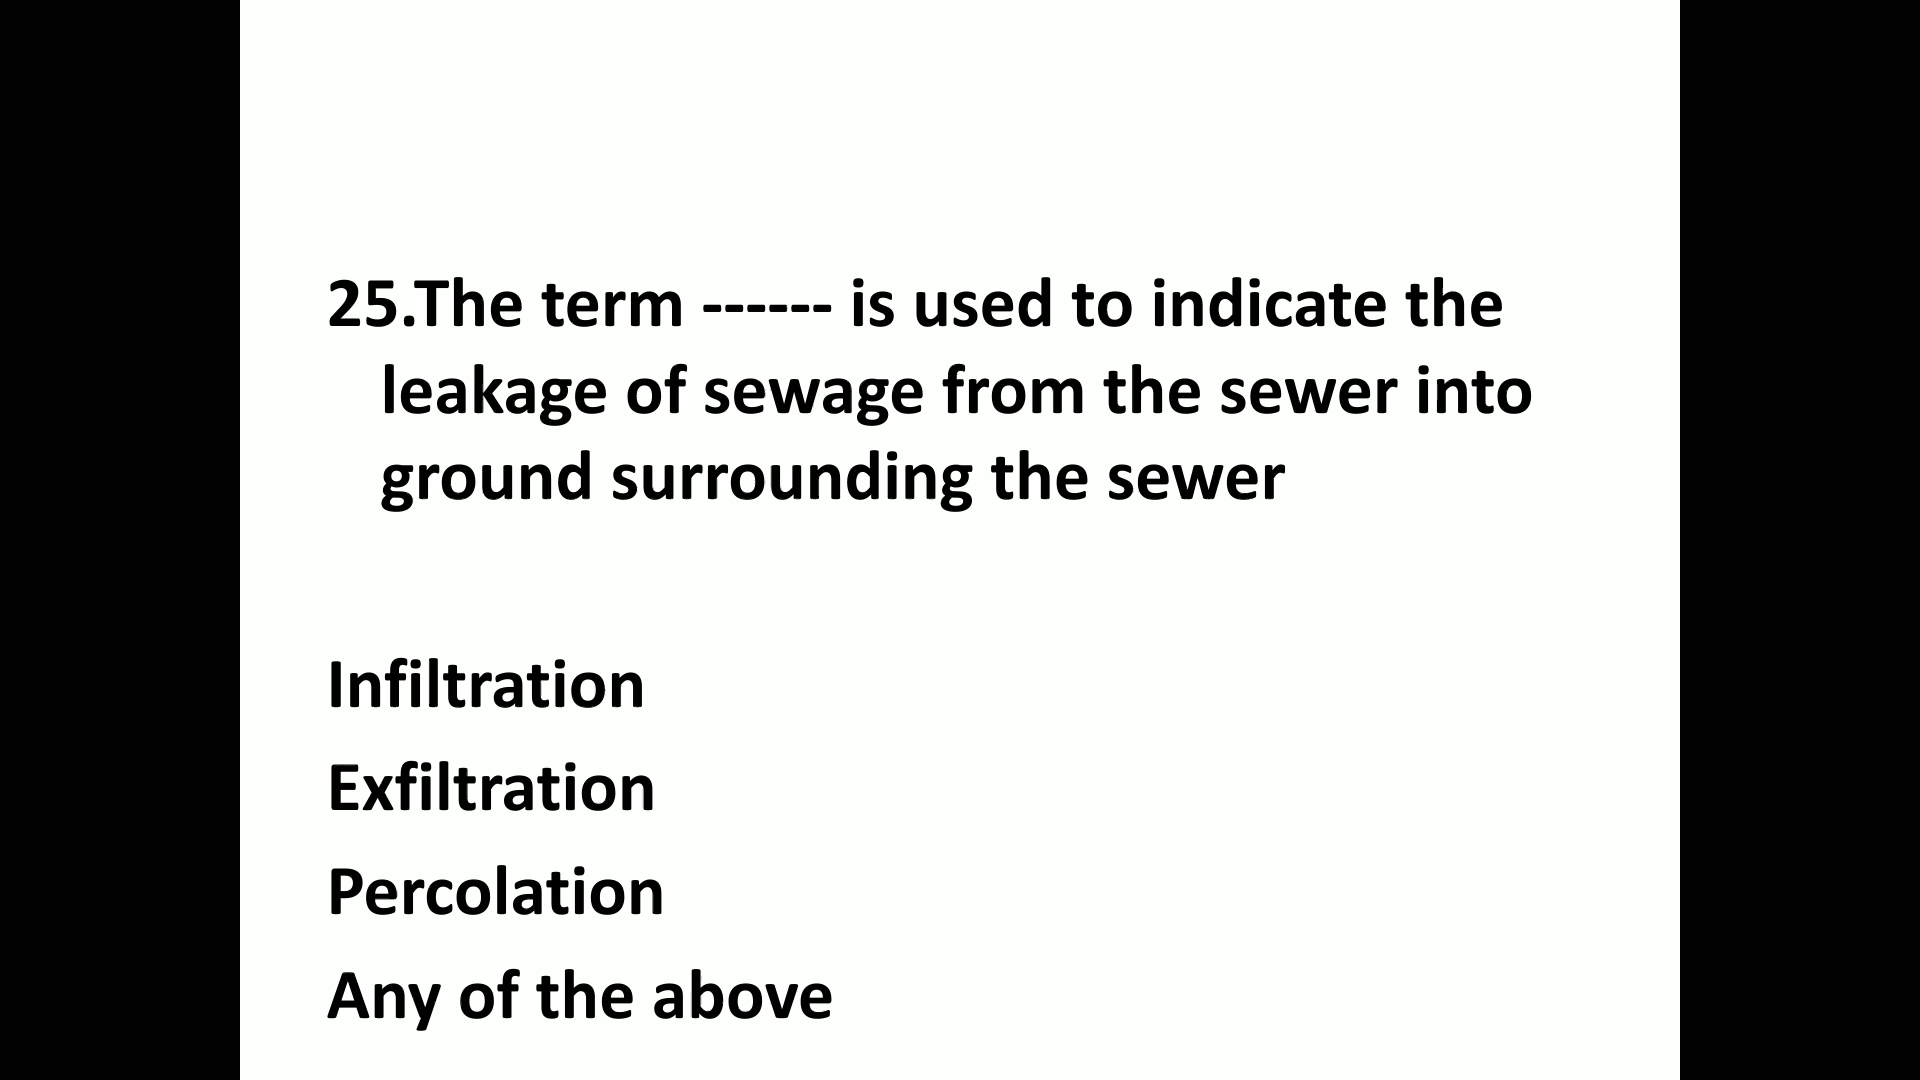 25.The term ------ is used to indicate the
leakage of sewage from the sewer into
ground surrounding the sewer
Infiltration
Exfiltration
Percolation
Any of the above